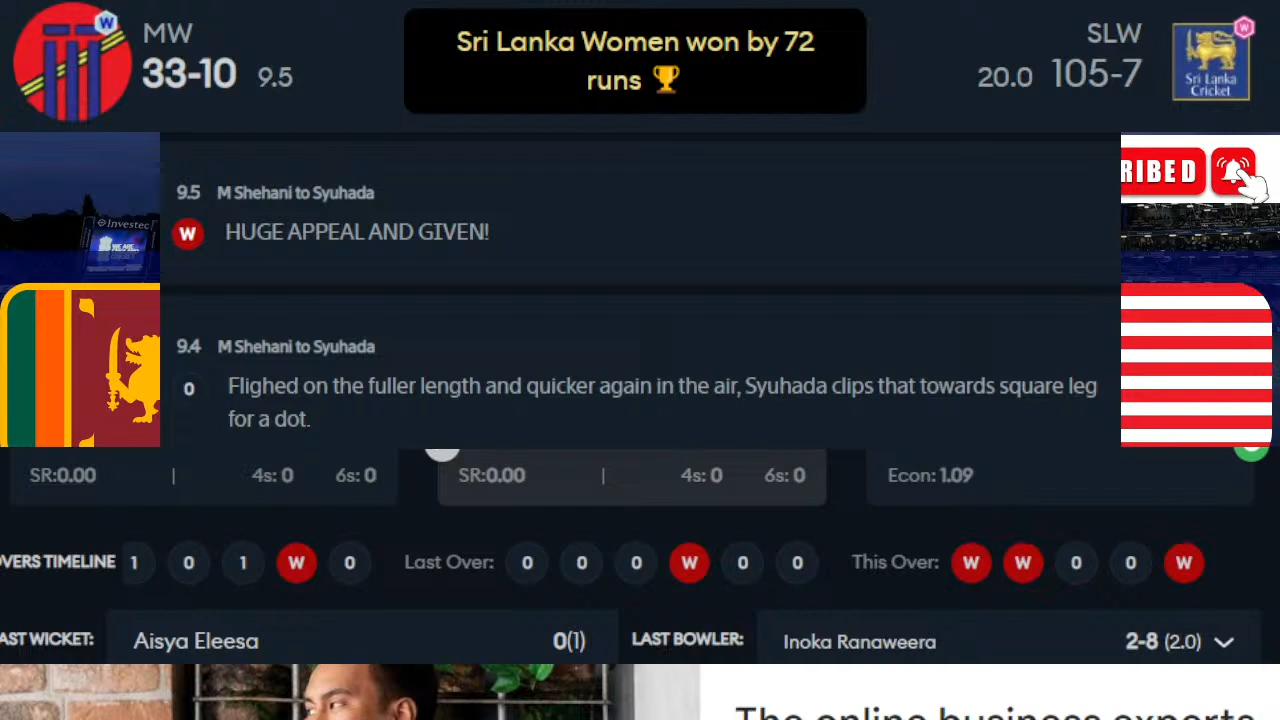 MW
33-10 9.5
Sri Lanka Women won by 72
runs 🏆
SLW
20.0 105-7
Sri Lanka
Cricket
9.5 M Shehani to Syuhada
W HUGE APPEAL AND GIVEN!
RIBED
Investec
9.4 M Shehani to Syuhada
0 Flighed on the fuller length and quicker again in the air, Syuhada clips that towards square leg
for a dot.
SR:0.00 | 4s: 0 6s: 0
SR:0.00 | 4s: 0 6s: 0
Econ: 1.09
OVERS TIMELINE 1 0 1 W 0 Last Over: 0 0 0 W 0 0 This Over: W W 0 0 W
AST WICKET: Aisya Eleesa 0(1) LAST BOWLER: Inoka Ranaweera 2-8 (2.0)
The online business experts